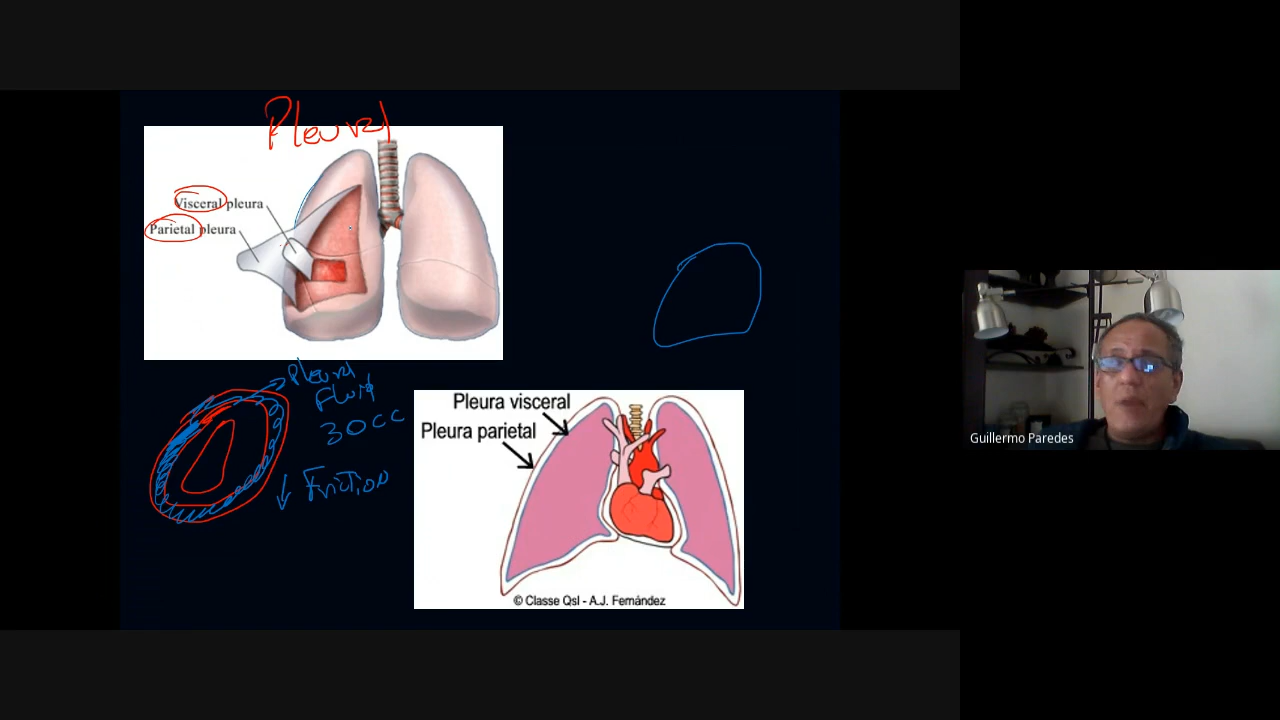 Pleural
Visceral pleura
Parietal pleura
Pleural
Fluid
30cc
↓ Friction
Pleura visceral
Pleura parietal
© Classe Qsl - A.J. Fernández
Guillermo Paredes